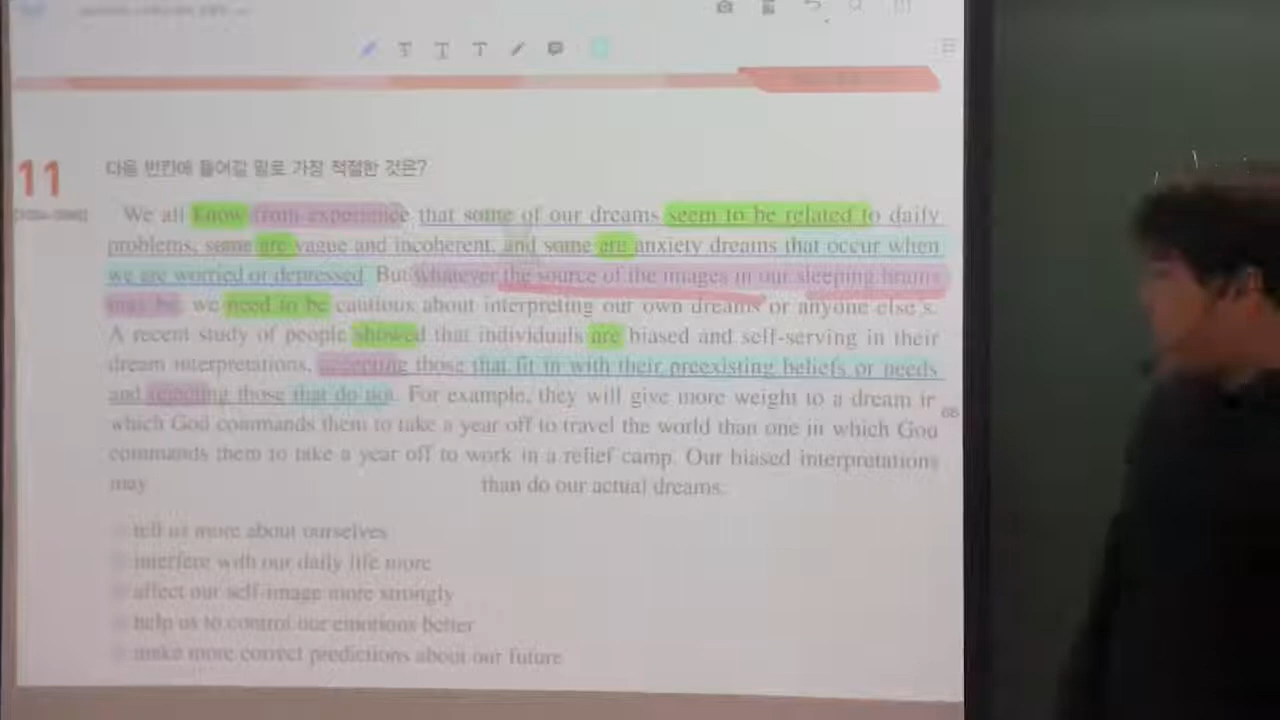 11
다음 빈칸에 들어갈 말로 가장 적절한 것은?
We all know from experience that some of our dreams seem to be related to daily
problems, some are vague and incoherent, and some are anxiety dreams that occur when
we are worried or depressed. But whatever the source of the images in our sleeping brains
may be, we need to be cautious about interpreting our own dreams or anyone else's.
A recent study of people showed that individuals are biased and self-serving in their
dream interpretations, accepting those that fit in with their preexisting beliefs or needs
and rejecting those that do not. For example, they will give more weight to a dream in
which God commands them to take a year off to travel the world than one in which God
commands them to take a year off to work in a relief camp. Our biased interpretations
may than do our actual dreams.
tell us more about ourselves
interfere with our daily life more
affect our self-image more strongly
help us to control our emotions better
make more correct predictions about our future